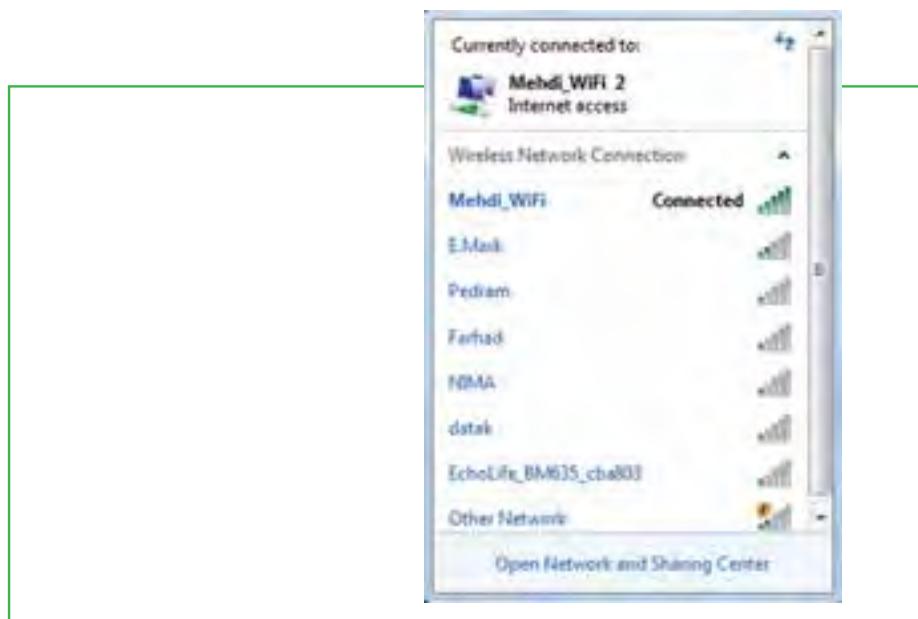 Currently connected to:
Mehdi_WiFi 2
Internet access
Wireless Network Connection
Mehdi_WiFi Connected
E.Mark
Pedram
Farhad
NIMA
datak
EchoLife_BM635_cba803
Other Network
Open Network and Sharing Center